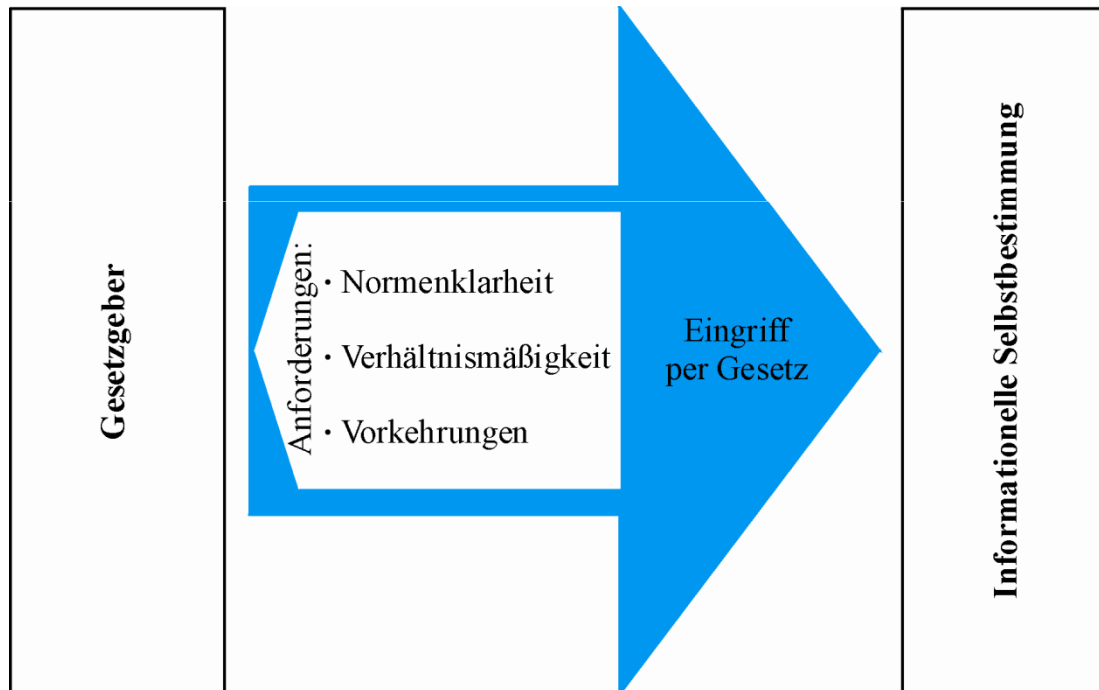 Gesetzgeber
Anforderungen:
· Normenklarheit
· Verhältnismäßigkeit
· Vorkehrungen
Eingriff
per Gesetz
Informationelle Selbstbestimmung